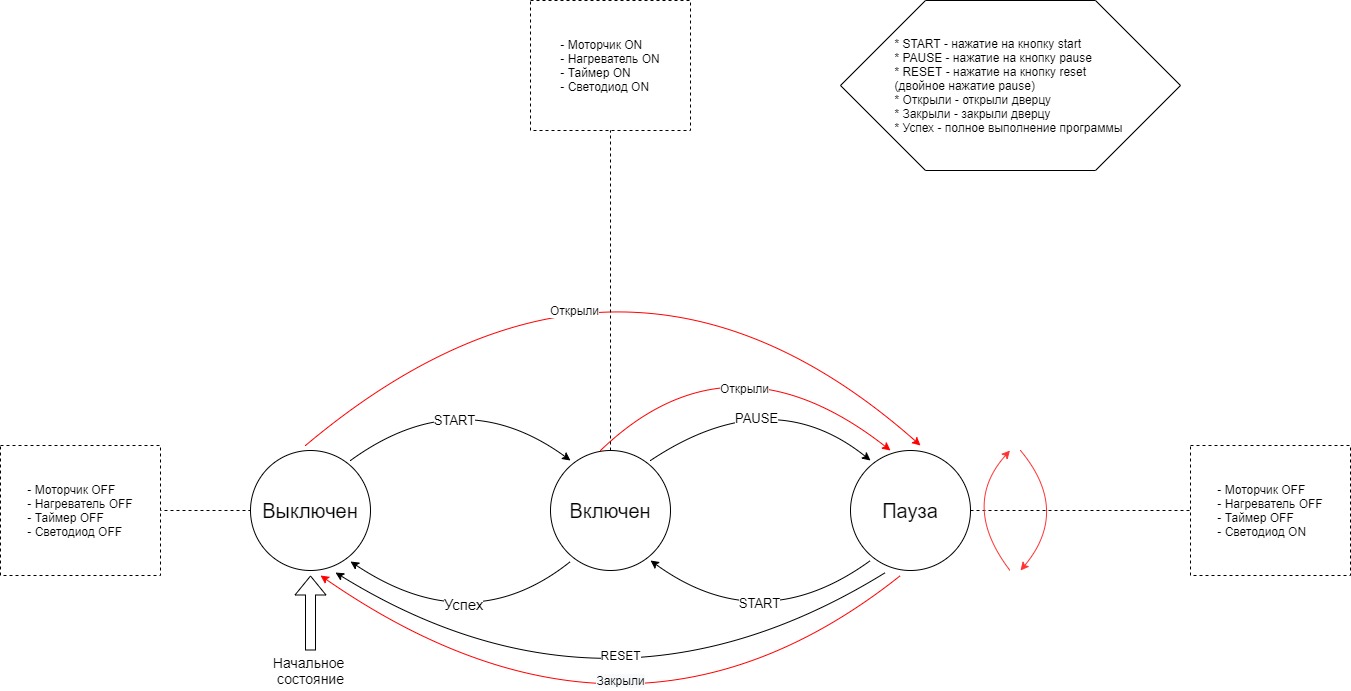 - Моторчик ON
- Нагреватель ON
- Таймер ON
- Светодиод ON
* START - нажатие на кнопку start
* PAUSE - нажатие на кнопку pause
* RESET - нажатие на кнопку reset
(двойное нажатие pause)
* Открыли - открыли дверцу
* Закрыли - закрыли дверцу
* Успех - полное выполнение программы
Открыли
Открыли
START
PAUSE
- Моторчик OFF
- Нагреватель OFF
- Таймер OFF
- Светодиод OFF
Выключен
Включен
Пауза
- Моторчик OFF
- Нагреватель OFF
- Таймер OFF
- Светодиод ON
Успех
START
RESET
Закрыли
Начальное
состояние